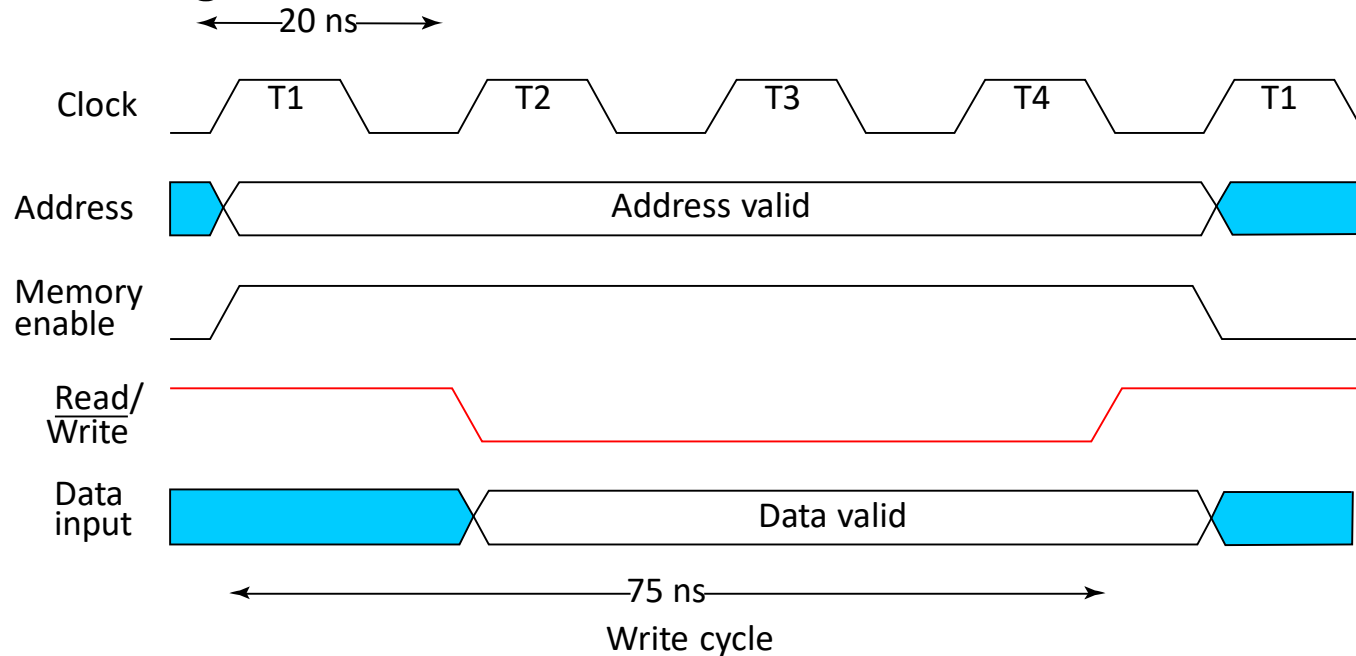 20 ns
Clock
T1 T2 T3 T4 T1
Address
Address valid
Memory
enable
Read/
Write
Data
input
Data valid
75 ns
Write cycle